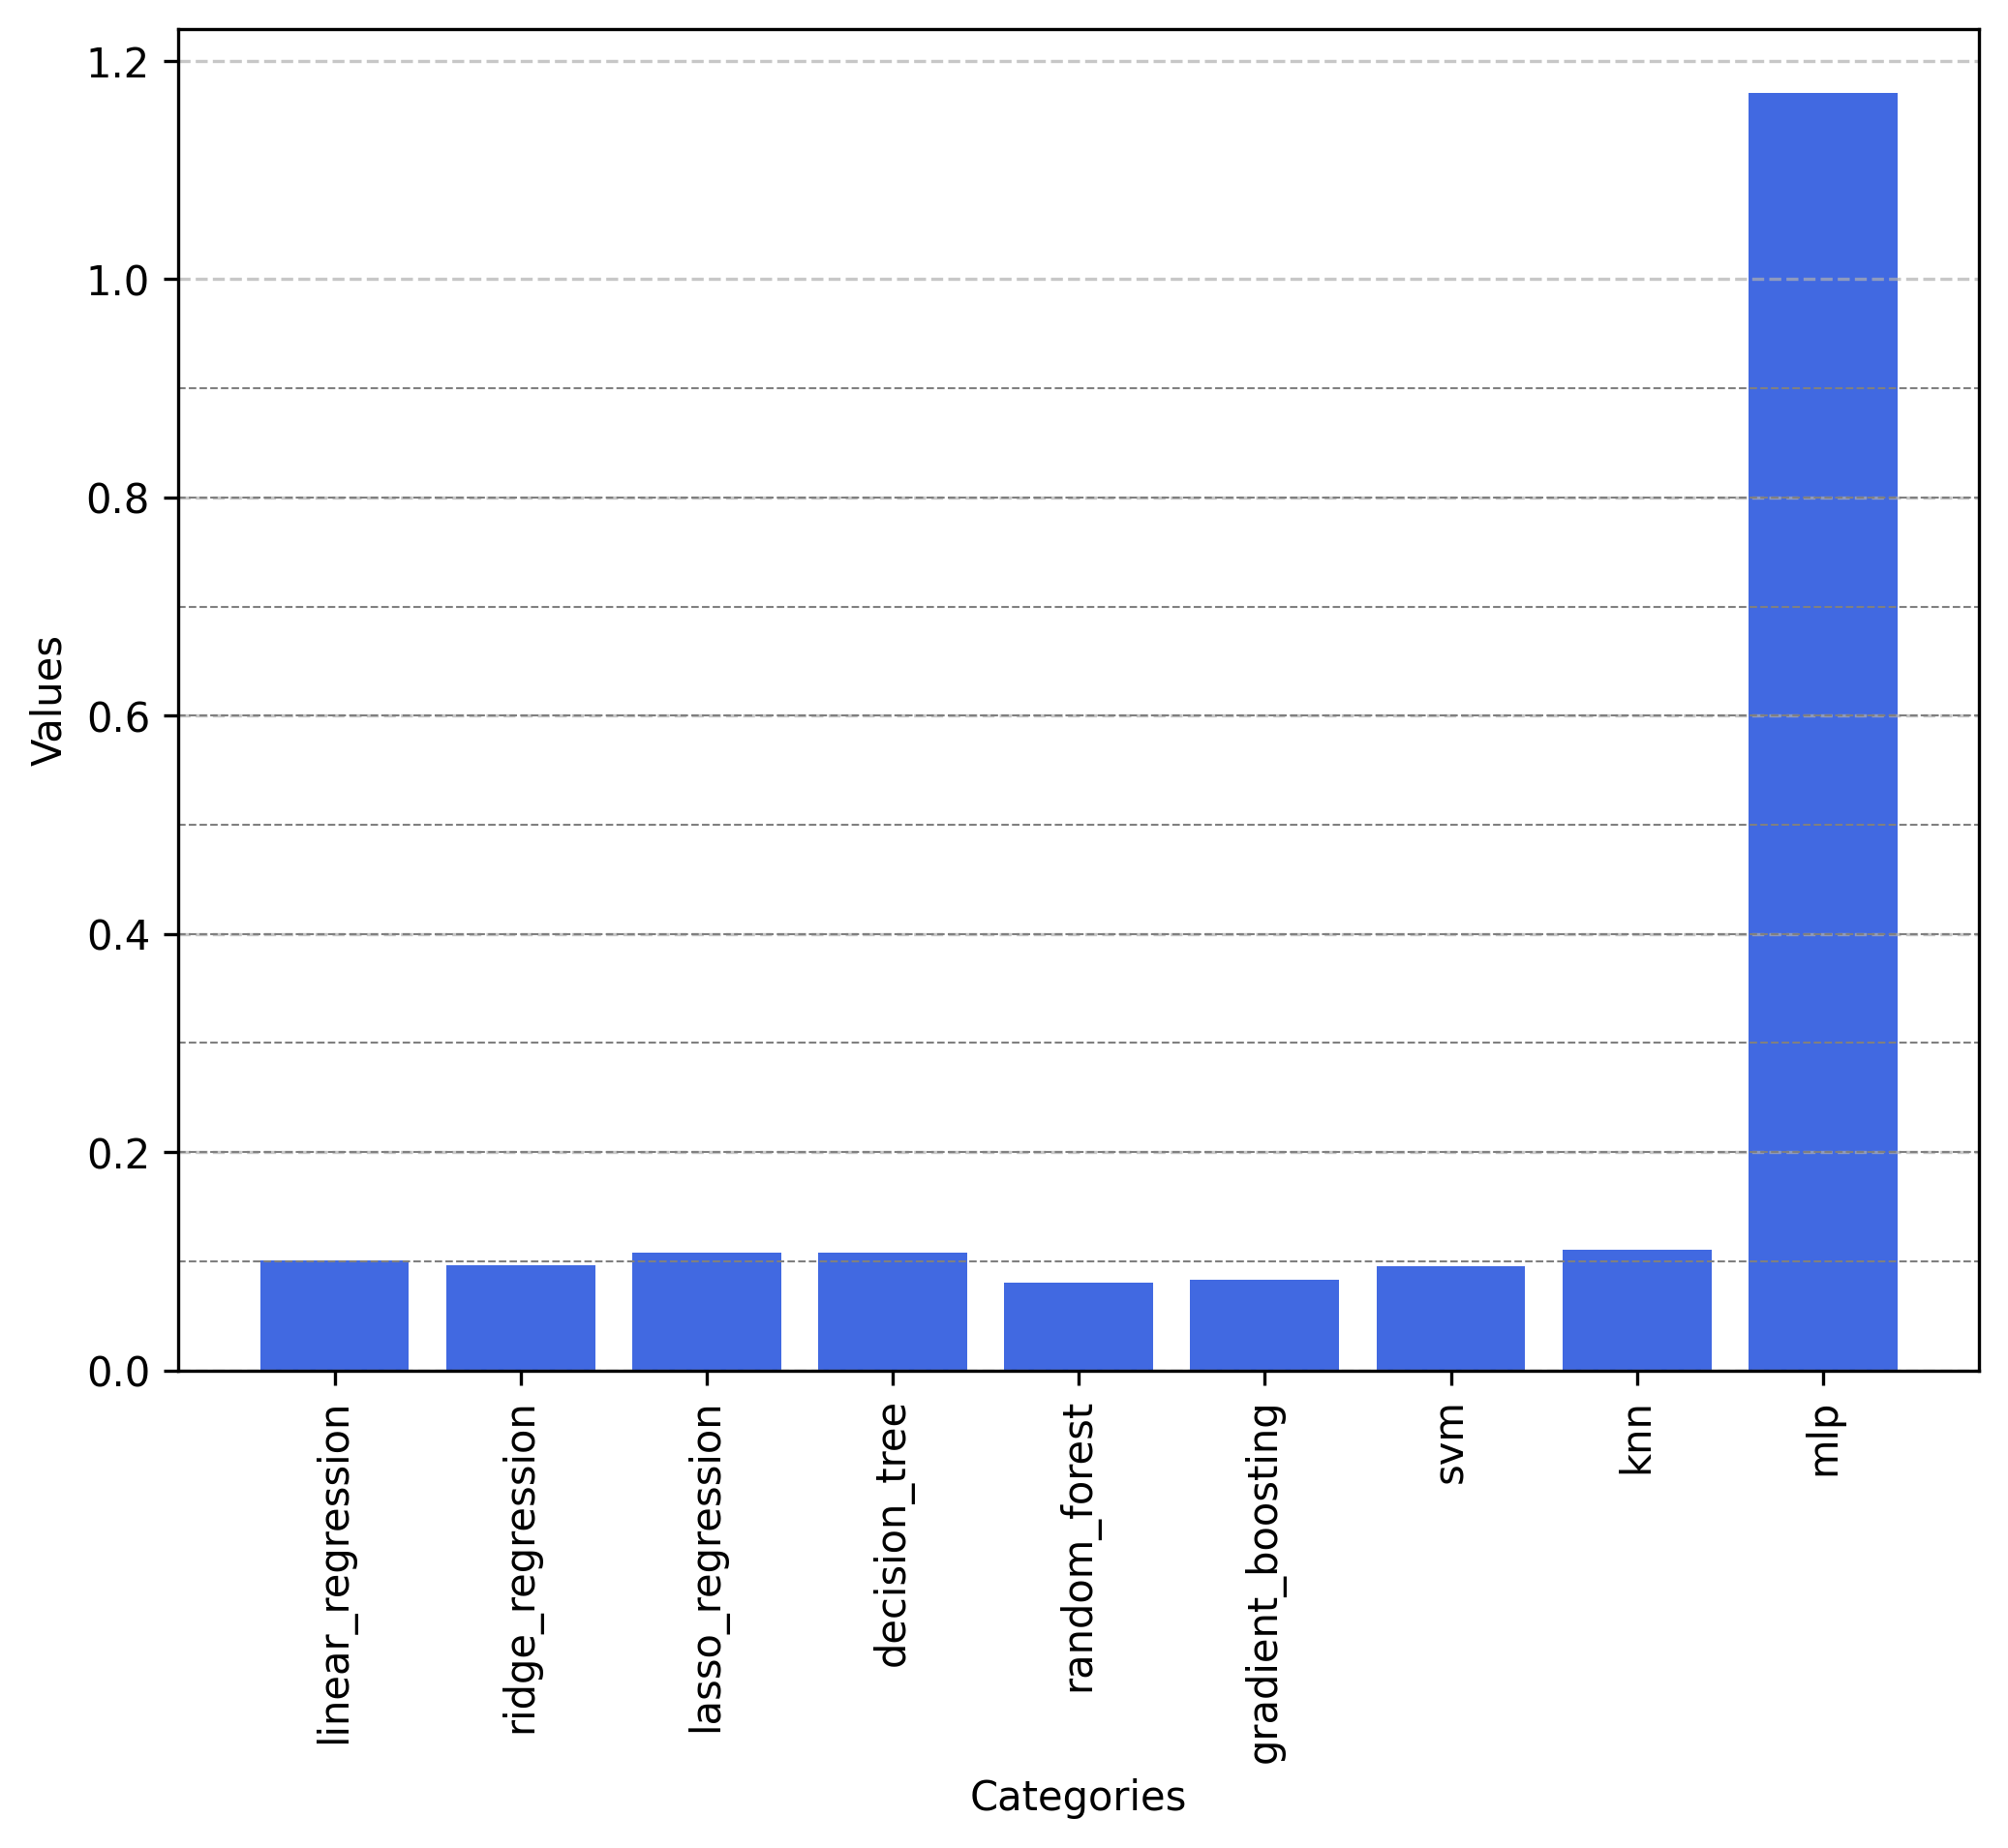 1.2
1.0
0.8
0.6
0.4
0.2
0.0
Values
linear_regression
ridge_regression
lasso_regression
decision_tree
random_forest
gradient_boosting
svm
knn
mlp
Categories